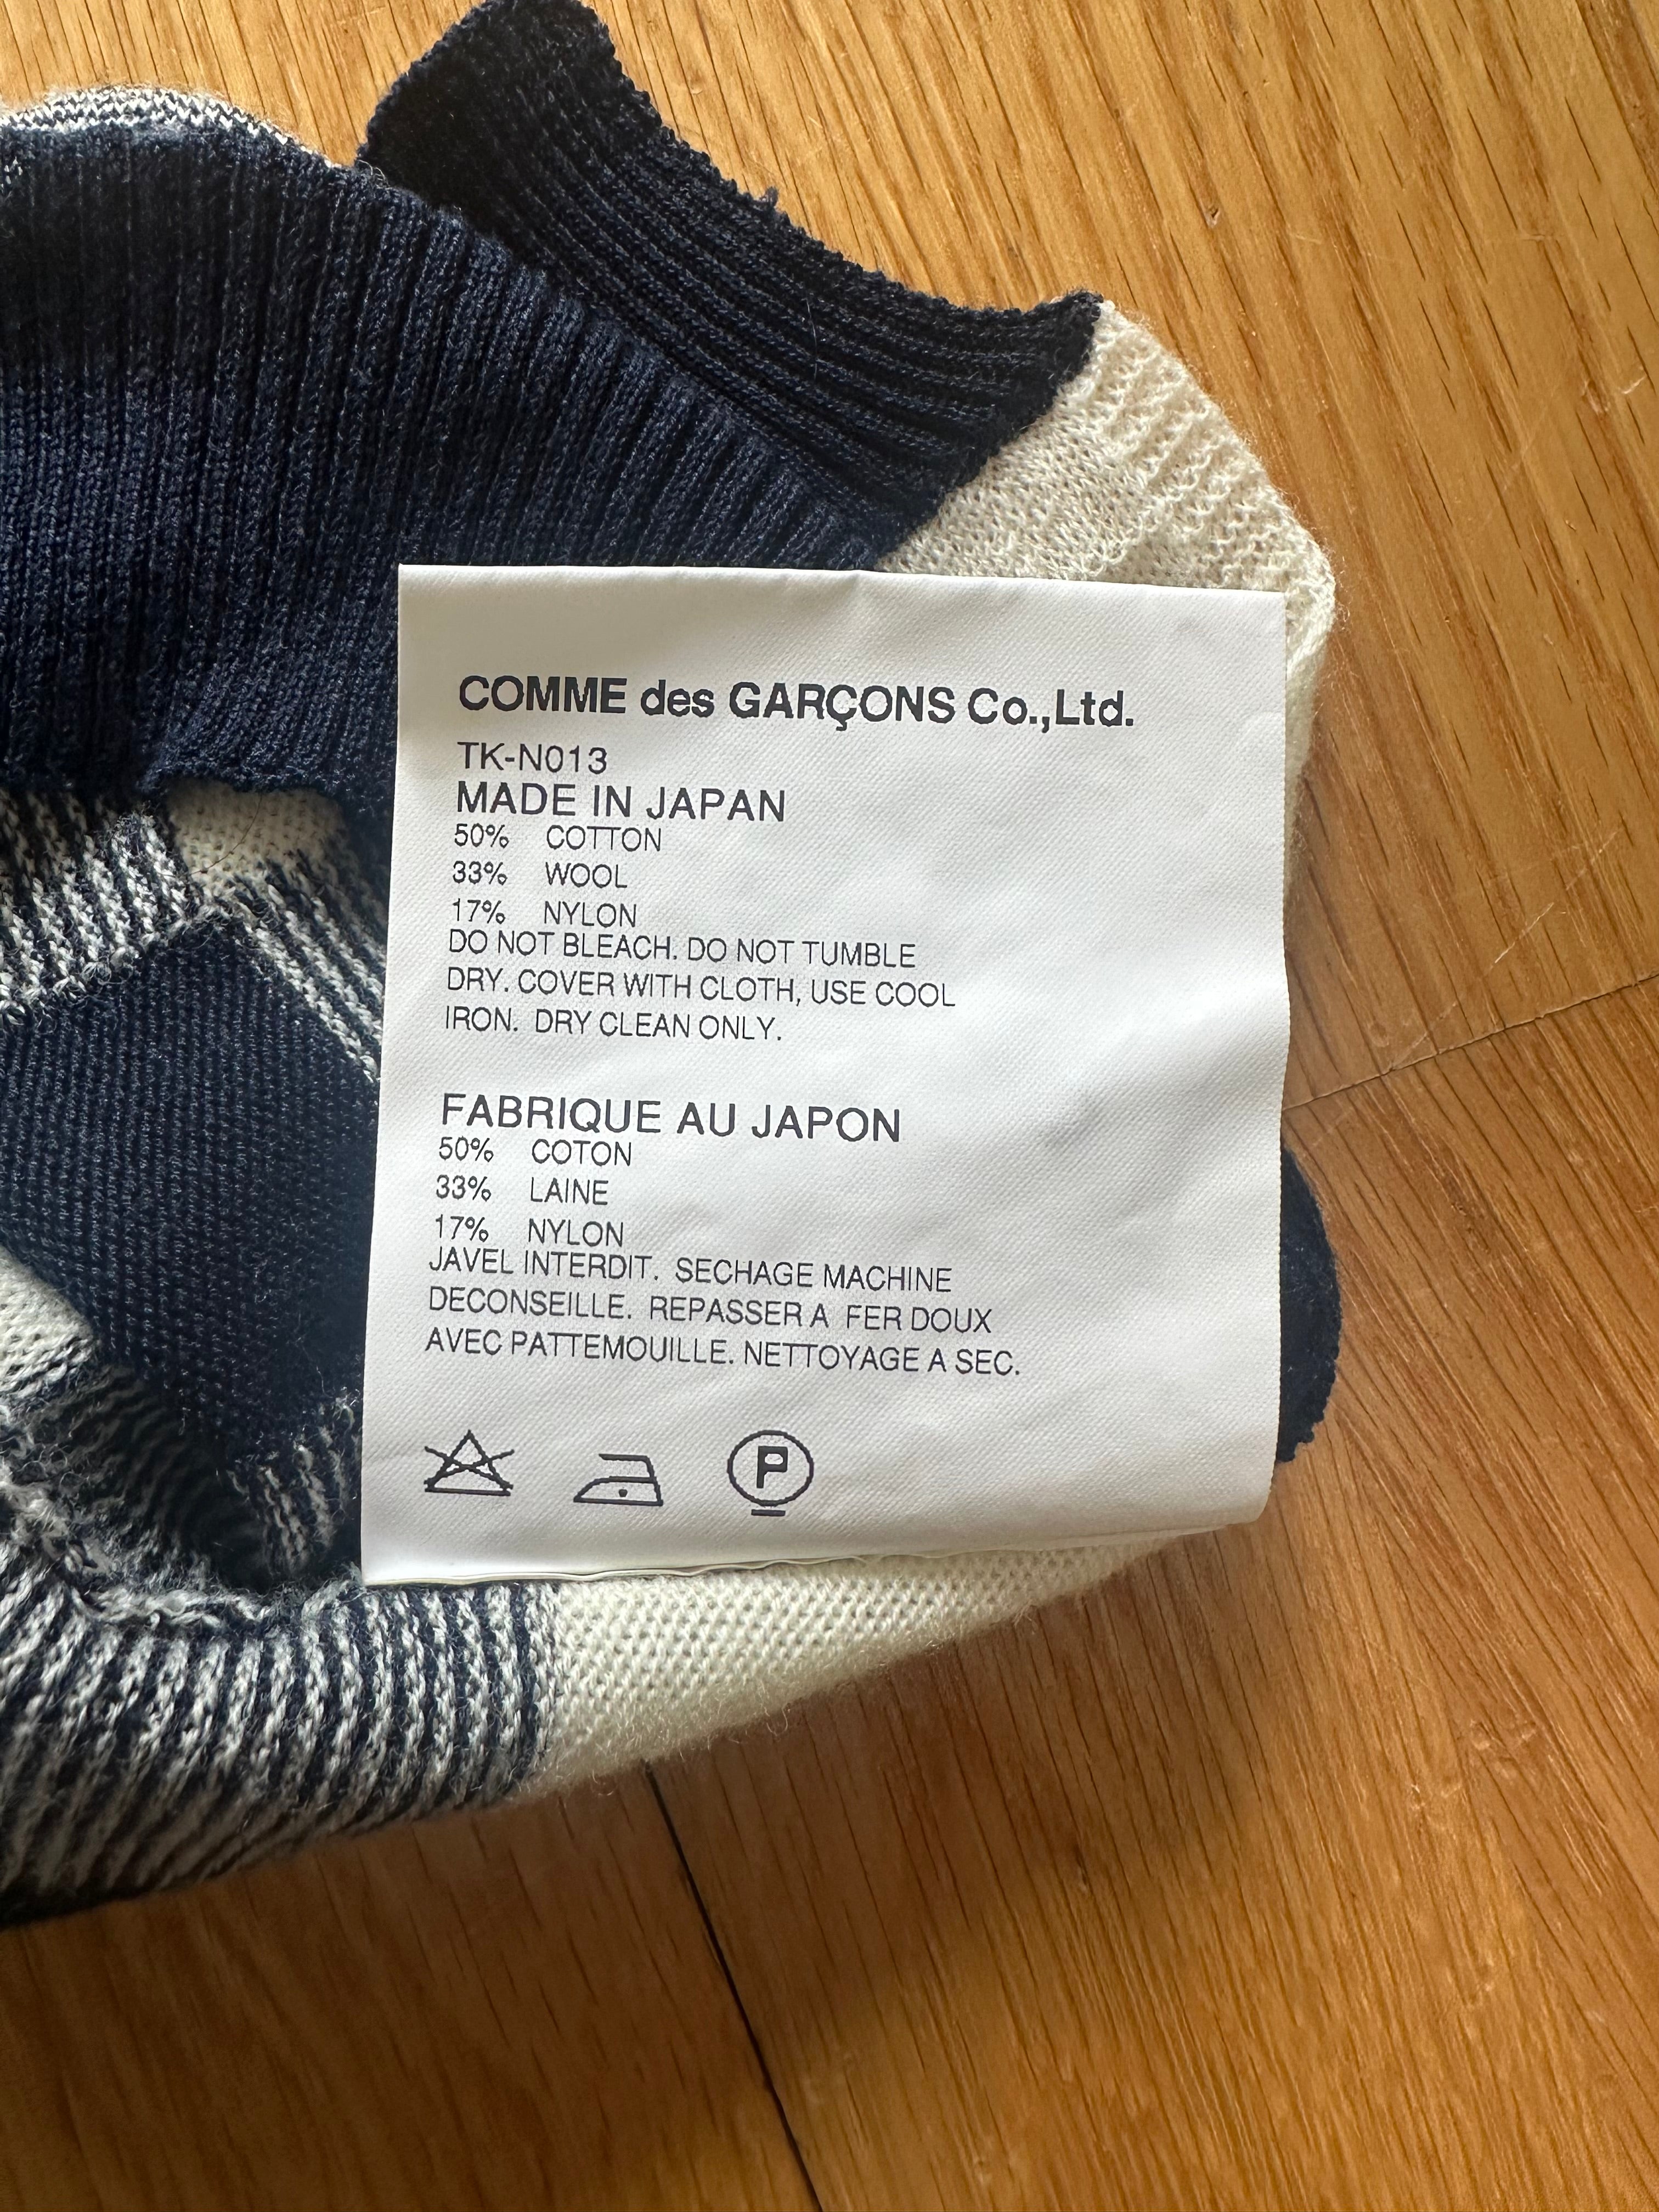 COMME des GARÇONS Co.,Ltd.
TK-N013
MADE IN JAPAN
50% COTTON
33% WOOL
17% NYLON
DO NOT BLEACH. DO NOT TUMBLE
DRY. COVER WITH CLOTH, USE COOL
IRON. DRY CLEAN ONLY.
FABRIQUE AU JAPON
50% COTON
33% LAINE
17% NYLON
JAVEL INTERDIT. SECHAGE MACHINE
DECONSEILLE. REPASSER A FER DOUX
AVEC PATTEMOUILLE. NETTOYAGE A SEC.
P